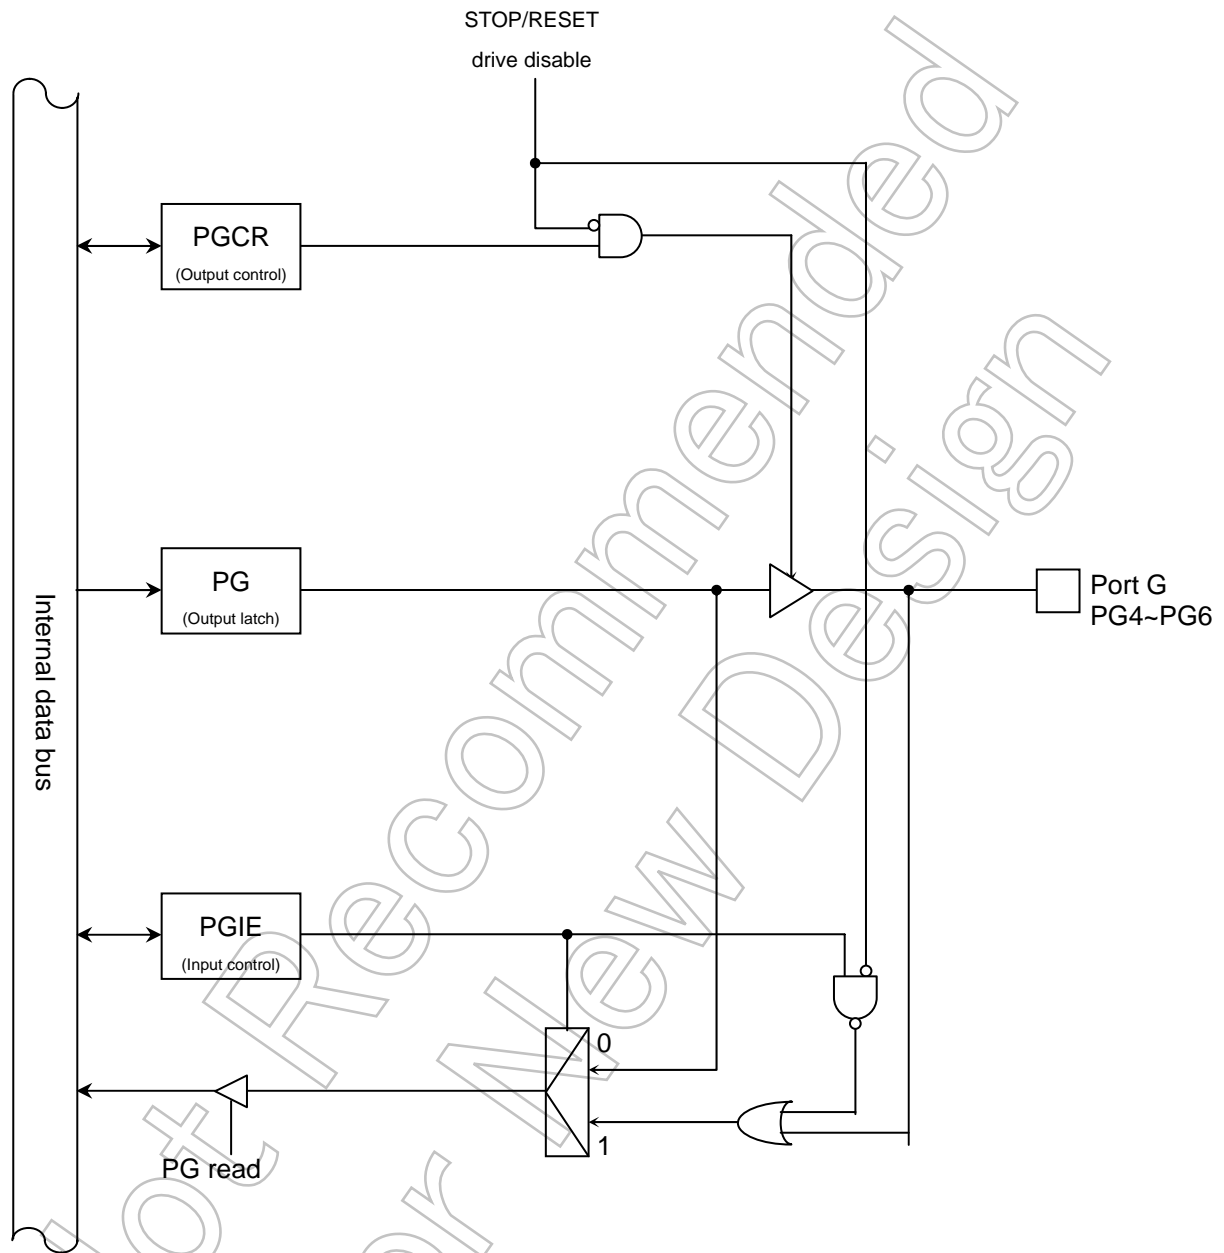 STOP/RESET
drive disable
PGCR
(Output control)
PG
(Output latch)
Port G
PG4~PG6
Internal data bus
PGIE
(Input control)
0
1
PG read
Not Recommended
for New Design